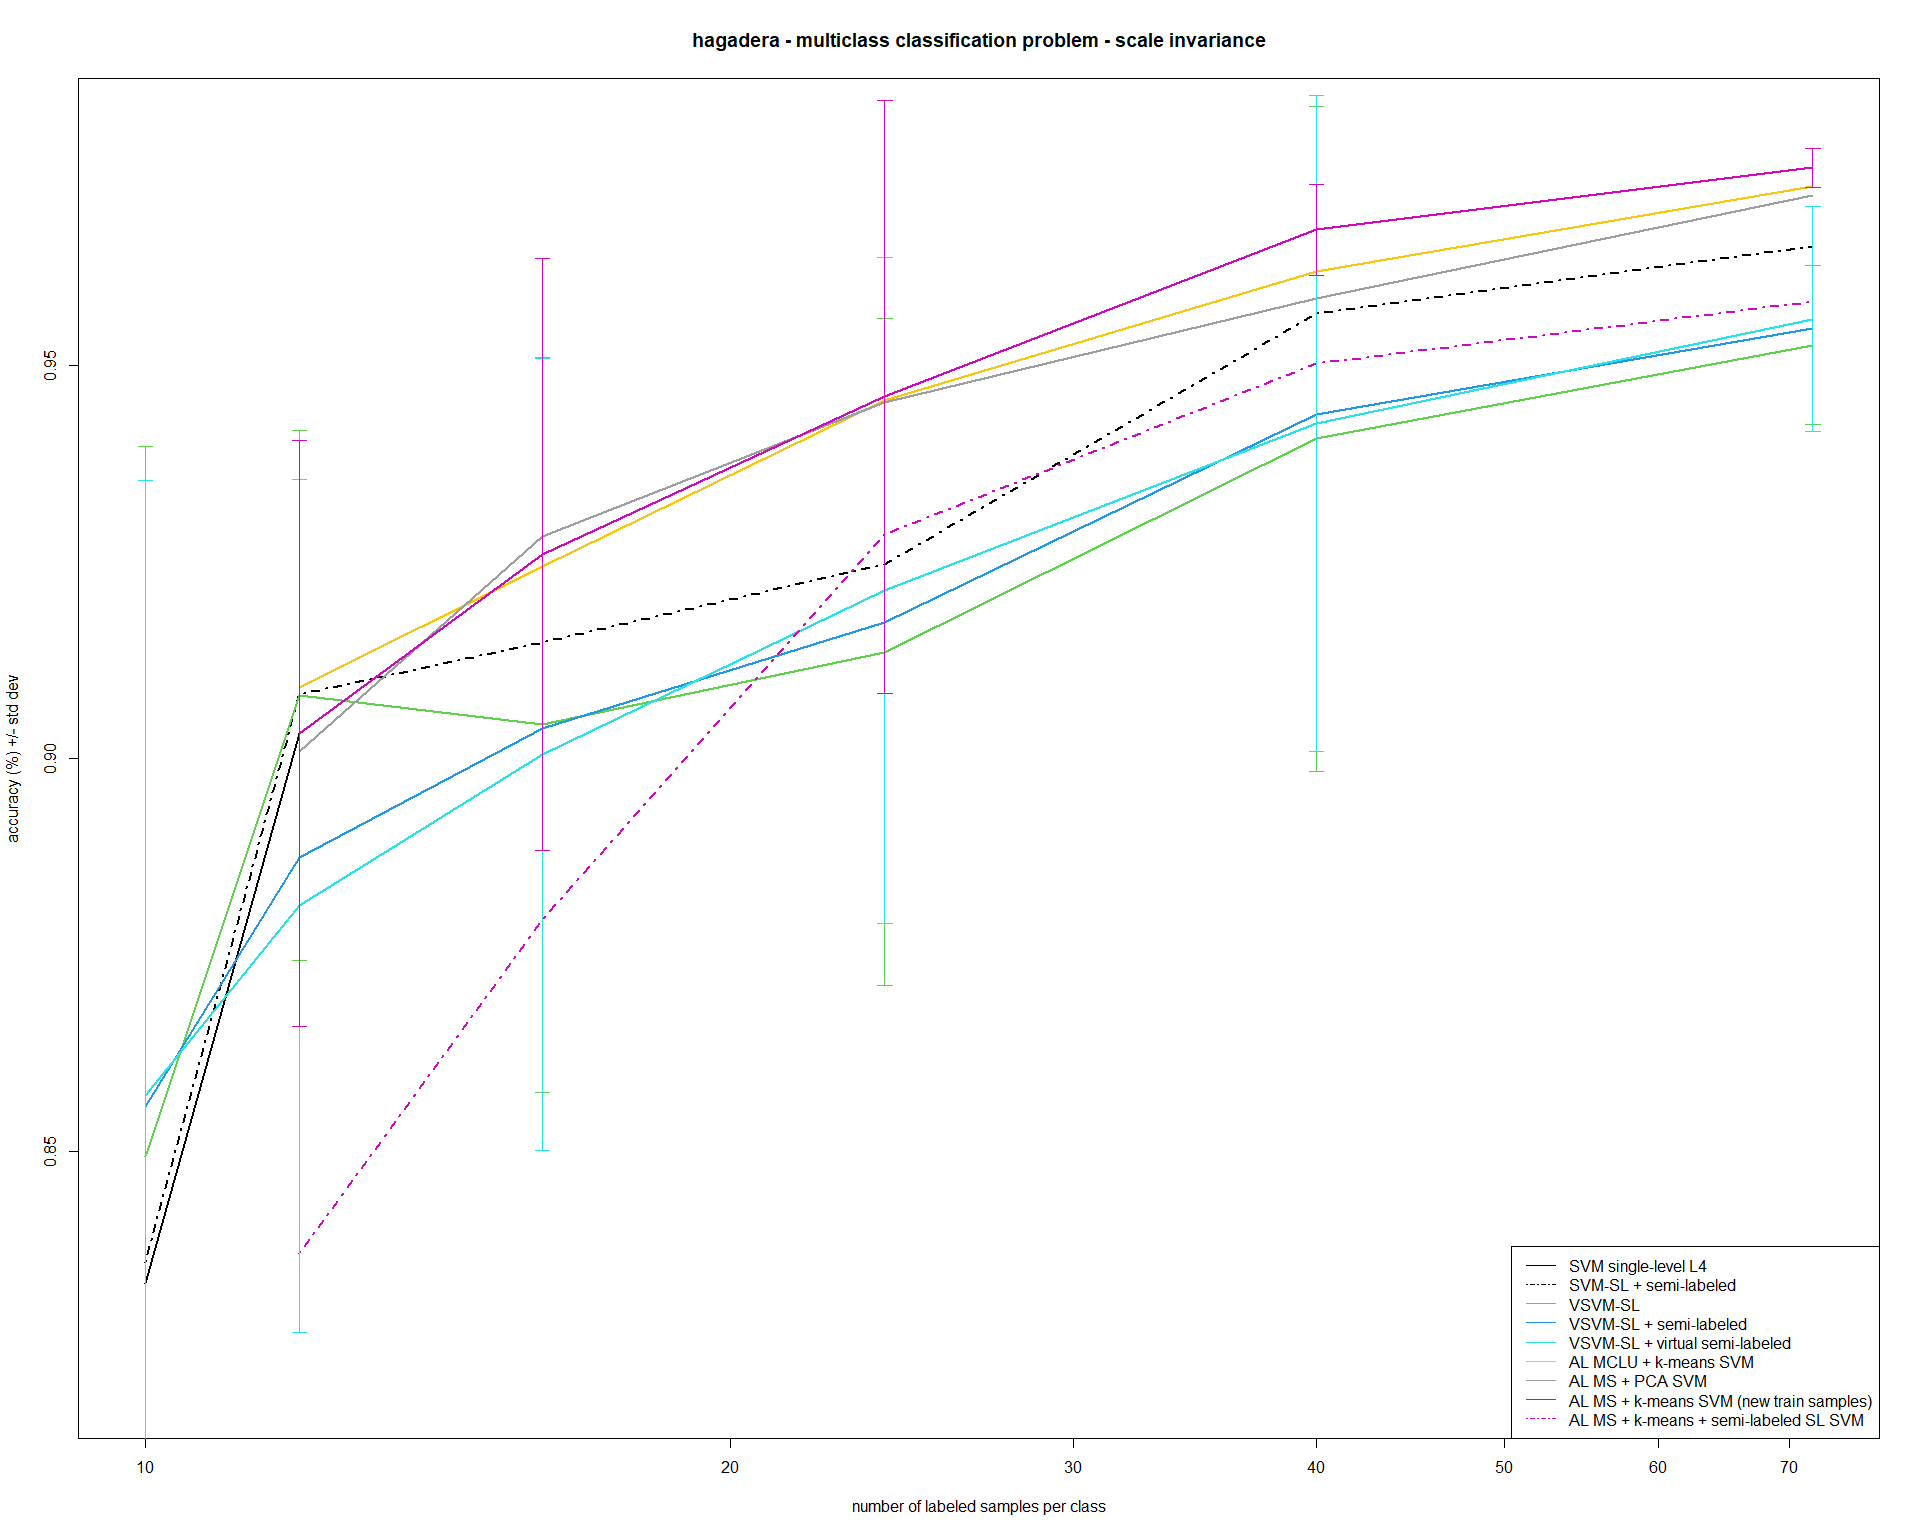 hagadera - multiclass classification problem - scale invariance
accuracy (%) +/- std dev
0.95
0.90
0.85
10
20
30
40
50
60
70
number of labeled samples per class
SVM single-level L4
SVM-SL + semi-labeled
VSVM-SL
VSVM-SL + semi-labeled
VSVM-SL + virtual semi-labeled
AL MCLU + k-means SVM
AL MS + PCA SVM
AL MS + k-means SVM (new train samples)
AL MS + k-means + semi-labeled SL SVM